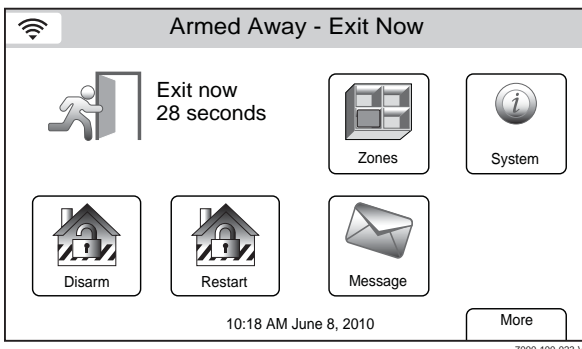 Armed Away - Exit Now
Exit now
28 seconds
Zones
System
Disarm
Restart
Message
10:18 AM June 8, 2010
More